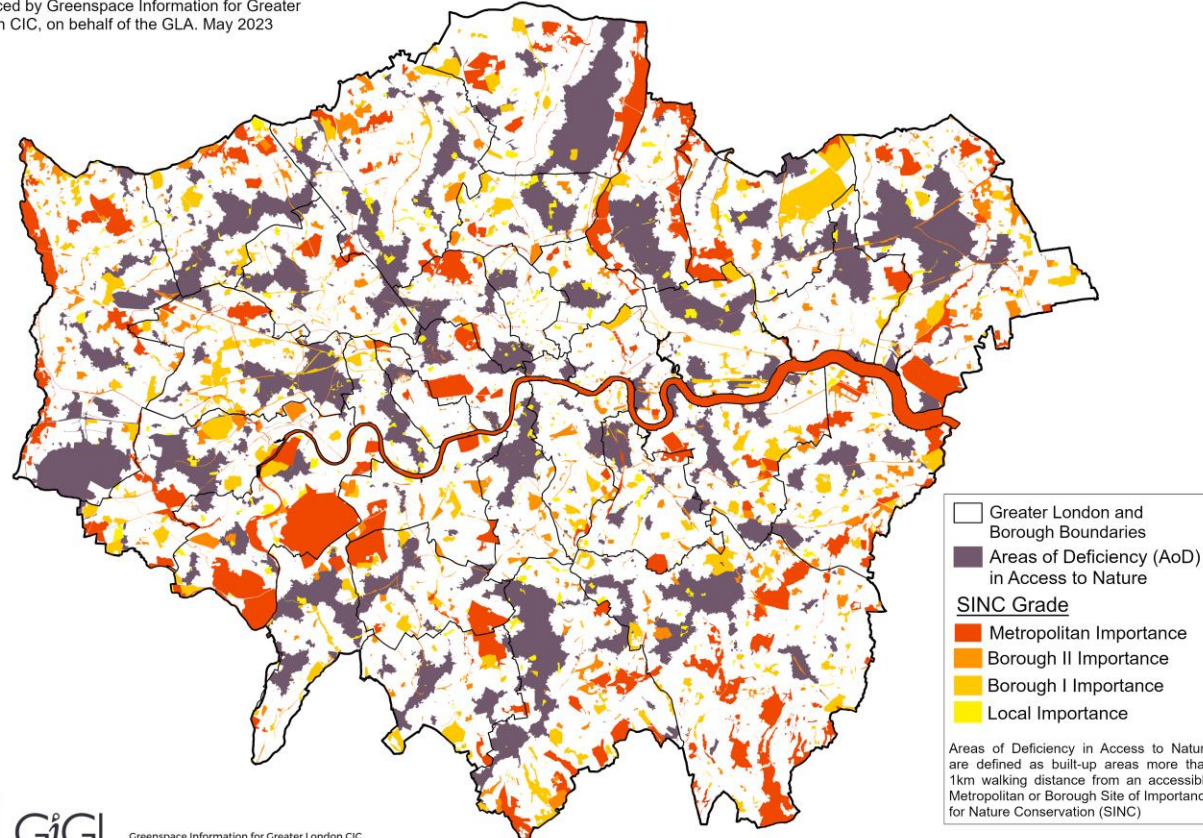 ced by Greenspace Information for Greater
n CIC, on behalf of the GLA. May 2023
Greater London and
Borough Boundaries
Areas of Deficiency (AoD)
in Access to Nature
SINC Grade
Metropolitan Importance
Borough II Importance
Borough I Importance
Local Importance
Areas of Deficiency in Access to Natur
are defined as built-up areas more tha
1km walking distance from an accessibl
Metropolitan or Borough Site of Importanc
for Nature Conservation (SINC)
GiGL
Greenspace Information for Greater London CIC